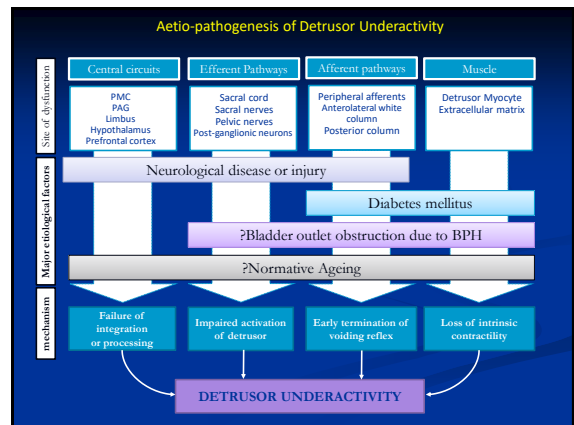 Aetio-pathogenesis of Detrusor Underactivity
Site of dysfunction
Central circuits
PMC
PAG
Limbus
Hypothalamus
Prefrontal cortex
Efferent Pathways
Sacral cord
Sacral nerves
Pelvic nerves
Post-ganglionic neurons
Afferent pathways
Peripheral afferents
Anterolateral white
column
Posterior column
Muscle
Detrusor Myocyte
Extracellular matrix
Major etiological factors
Neurological disease or injury
Diabetes mellitus
?Bladder outlet obstruction due to BPH
?Normative Ageing
mechanism
Failure of
integration
or processing
Impaired activation
of detrusor
Early termination of
voiding reflex
Loss of intrinsic
contractility
DETRUSOR UNDERACTIVITY